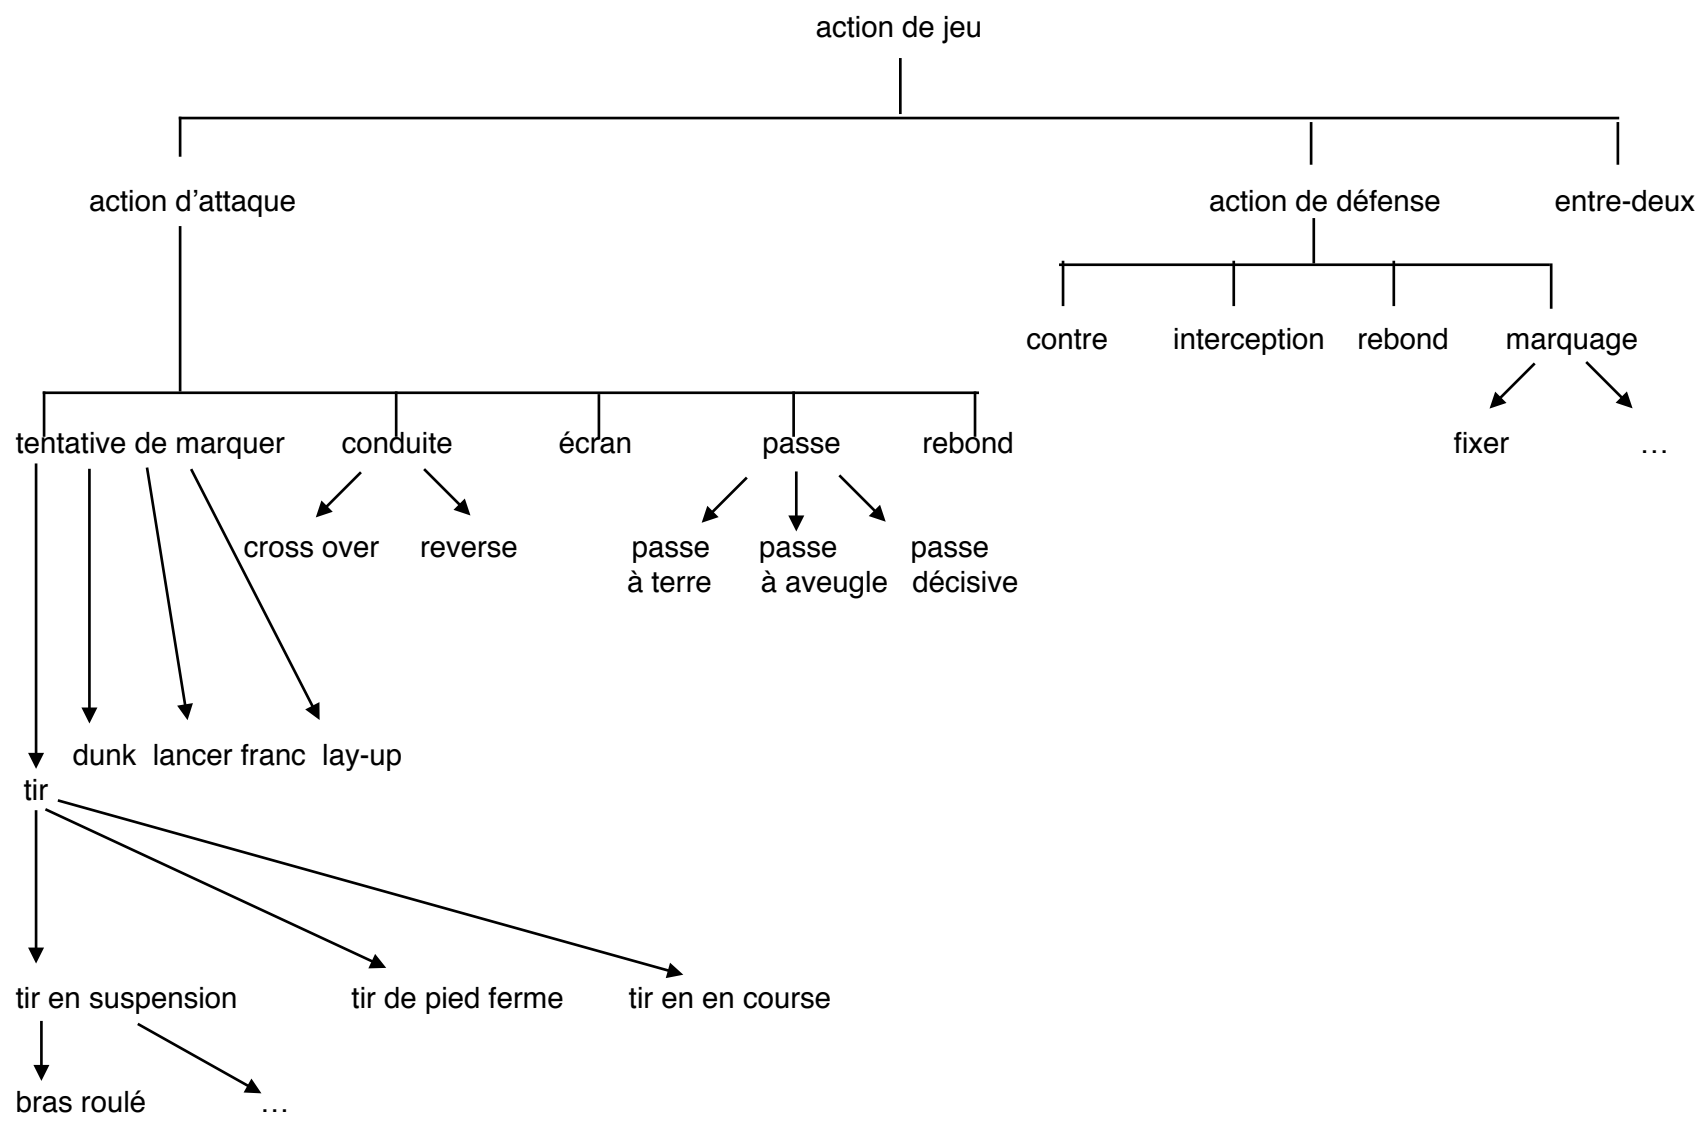 action de jeu
action d’attaque
action de défense
entre-deux
contre
interception
rebond
marquage
tentative de marquer
conduite
écran
passe
rebond
fixer
…
cross over
reverse
passe
à terre
passe
à aveugle
passe
décisive
dunk
lancer franc
lay-up
tir
tir en suspension
tir de pied ferme
tir en en course
bras roulé
…